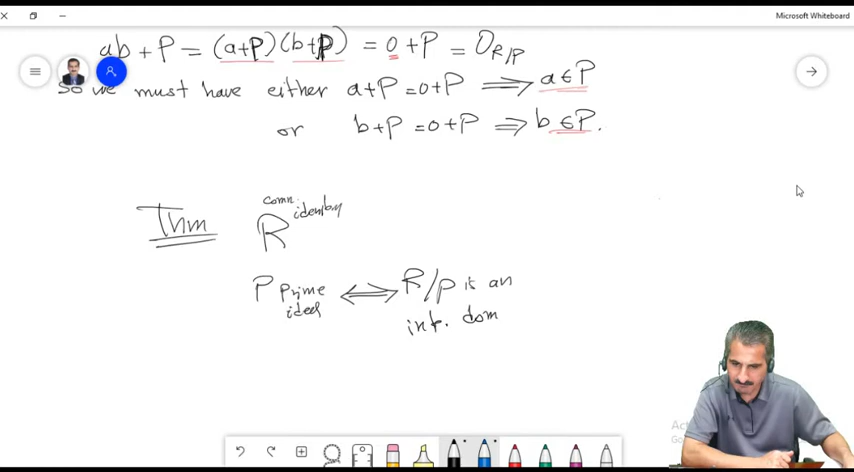 Microsoft Whiteboard
ab + P = (a+P)(b+P) = 0+P = 0_{R/P}
So we must have either a+P = 0+P ⟹ a ∈ P
or b+P = 0+P ⟹ b ∈ P.
comm. identity
Thm R
P prime ideal ⟺ R/P is an
int. dom